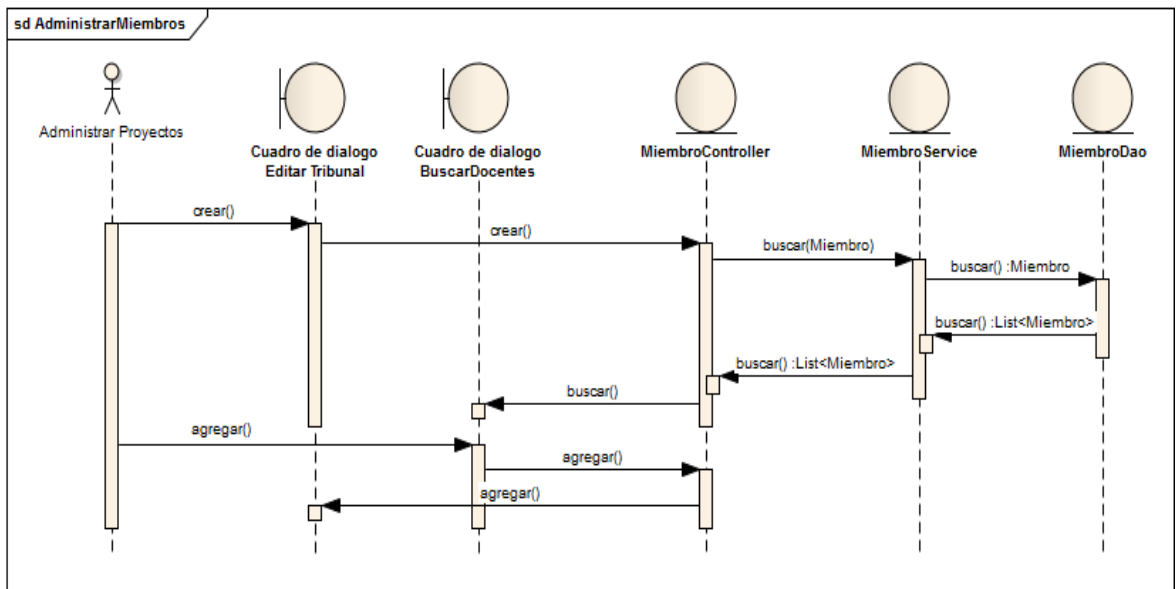 sd AdministrarMiembros
Administrar Proyectos
Cuadro de dialogo
Editar Tribunal
Cuadro de dialogo
BuscarDocentes
MiembroController
MiembroService
MiembroDao
crear()
crear()
buscar(Miembro)
buscar() :Miembro
buscar() :List<Miembro>
buscar() :List<Miembro>
buscar()
agregar()
agregar()
agregar()